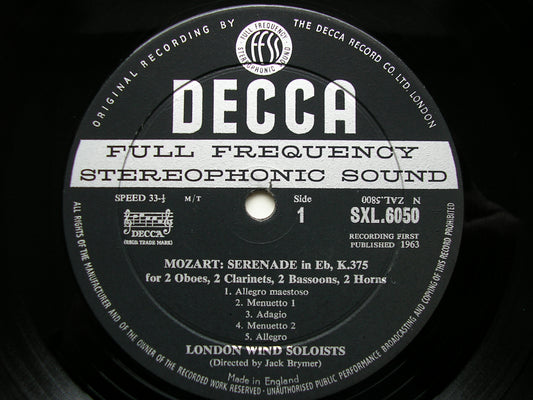 ORIGINAL RECORDING BY THE DECCA RECORD CO. LTD. LONDON
FULL FREQUENCY
ffss
STEREOPHONIC SOUND
DECCA
FULL FREQUENCY
STEREOPHONIC SOUND
SPEED 33-⅓ M/T
Side
1
N ZAL.5800
SXL.6050
DECCA
(REGD. TRADE MARK)
RECORDING FIRST
PUBLISHED 1963
MOZART: SERENADE in Eb, K.375
for 2 Oboes, 2 Clarinets, 2 Bassoons, 2 Horns
1. Allegro maestoso
2. Menuetto 1
3. Adagio
4. Menuetto 2
5. Allegro
LONDON WIND SOLOISTS
(Directed by Jack Brymer)
Made in England
ALL RIGHTS OF THE MANUFACTURER AND OF THE OWNER OF THE RECORDED WORK RESERVED - UNAUTHORISED PUBLIC PERFORMANCE BROADCASTING AND COPYING OF THIS RECORD PROHIBITED